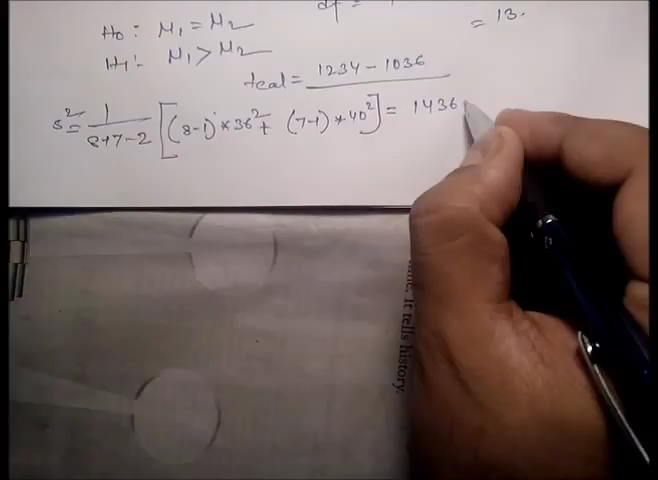 df =
= 13.
H₀ : μ₁ = μ₂
H₁ : μ₁ > μ₂
tcal = 1234 - 1036
s² = 1 / 8+7-2 [(8-1) * 36² + (7-1) * 40²] = 1436
It tells history.